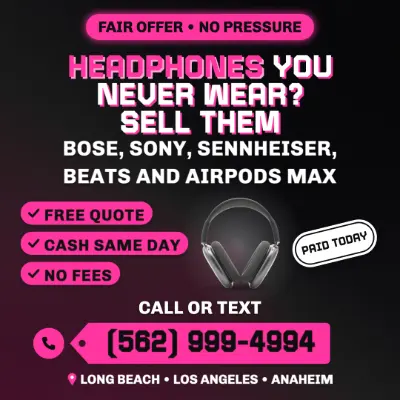 FAIR OFFER • NO PRESSURE
HEADPHONES YOU
NEVER WEAR?
SELL THEM
BOSE, SONY, SENNHEISER,
BEATS AND AIRPODS MAX
✓ FREE QUOTE
✓ CASH SAME DAY
✓ NO FEES
PAID TODAY
CALL OR TEXT
(562) 999-4994
LONG BEACH • LOS ANGELES • ANAHEIM